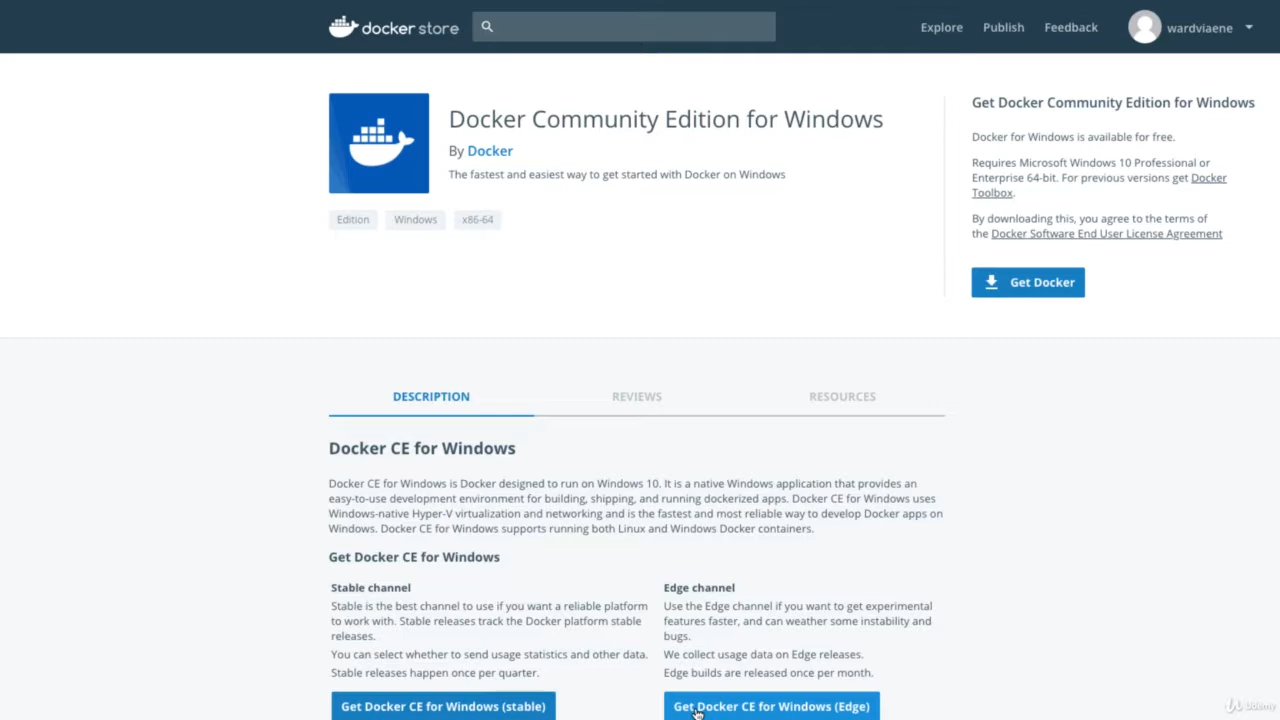 docker store
Explore
Publish
Feedback
wardviaene
Docker Community Edition for Windows
By Docker
The fastest and easiest way to get started with Docker on Windows
Edition
Windows
x86-64
Get Docker Community Edition for Windows
Docker for Windows is available for free.
Requires Microsoft Windows 10 Professional or
Enterprise 64-bit. For previous versions get Docker
Toolbox.
By downloading this, you agree to the terms of
the Docker Software End User License Agreement
Get Docker
DESCRIPTION
REVIEWS
RESOURCES
Docker CE for Windows
Docker CE for Windows is Docker designed to run on Windows 10. It is a native Windows application that provides an
easy-to-use development environment for building, shipping, and running dockerized apps. Docker CE for Windows uses
Windows-native Hyper-V virtualization and networking and is the fastest and most reliable way to develop Docker apps on
Windows. Docker CE for Windows supports running both Linux and Windows Docker containers.
Get Docker CE for Windows
Stable channel
Stable is the best channel to use if you want a reliable platform
to work with. Stable releases track the Docker platform stable
releases.
You can select whether to send usage statistics and other data.
Stable releases happen once per quarter.
Get Docker CE for Windows (stable)
Edge channel
Use the Edge channel if you want to get experimental
features faster, and can weather some instability and
bugs.
We collect usage data on Edge releases.
Edge builds are released once per month.
Get Docker CE for Windows (Edge)
Udemy